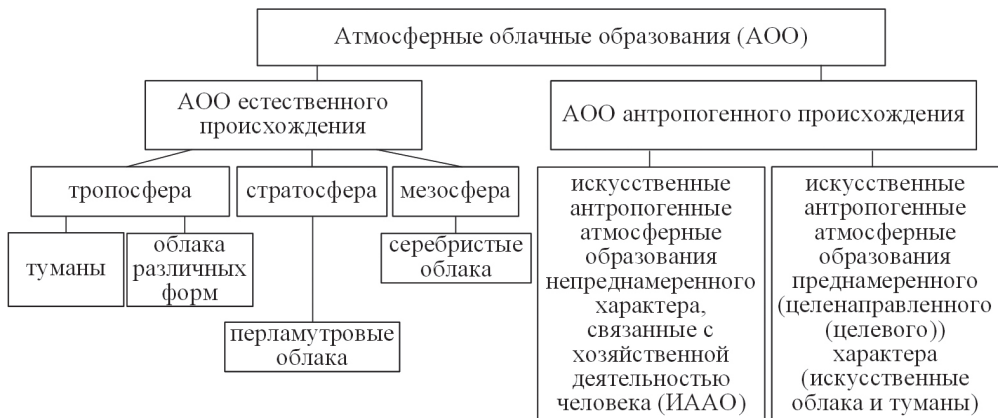 Атмосферные облачные образования (АОО)
АОО естественного
происхождения
АОО антропогенного происхождения
тропосфера
стратосфера
мезосфера
туманы
облака
различных
форм
серебристые
облака
перламутровые
облака
искусственные
антропогенные
атмосферные
образования
непреднамеренного
характера,
связанные с
хозяйственной
деятельностью
человека (ИААО)
искусственные
антропогенные
атмосферные
образования
преднамеренного
(целенаправленного
(целевого))
характера
(искусственные
облака и туманы)